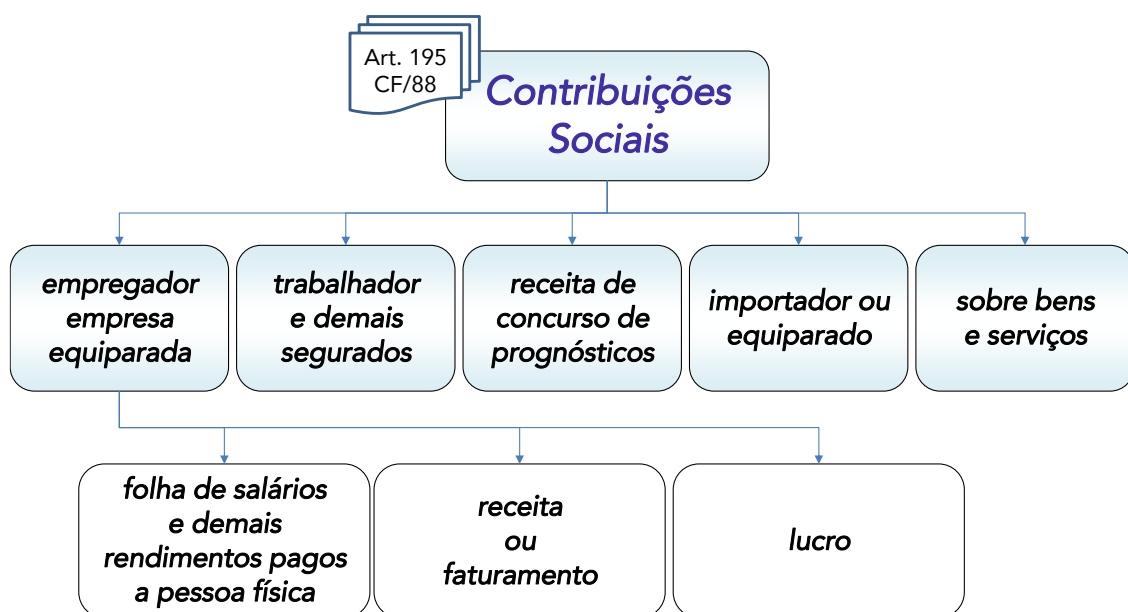 Art. 195
CF/88
Contribuições
Sociais
empregador
empresa
equiparada
trabalhador
e demais
segurados
receita de
concurso de
prognósticos
importador ou
equiparado
sobre bens
e serviços
folha de salários
e demais
rendimentos pagos
a pessoa física
receita
ou
faturamento
lucro